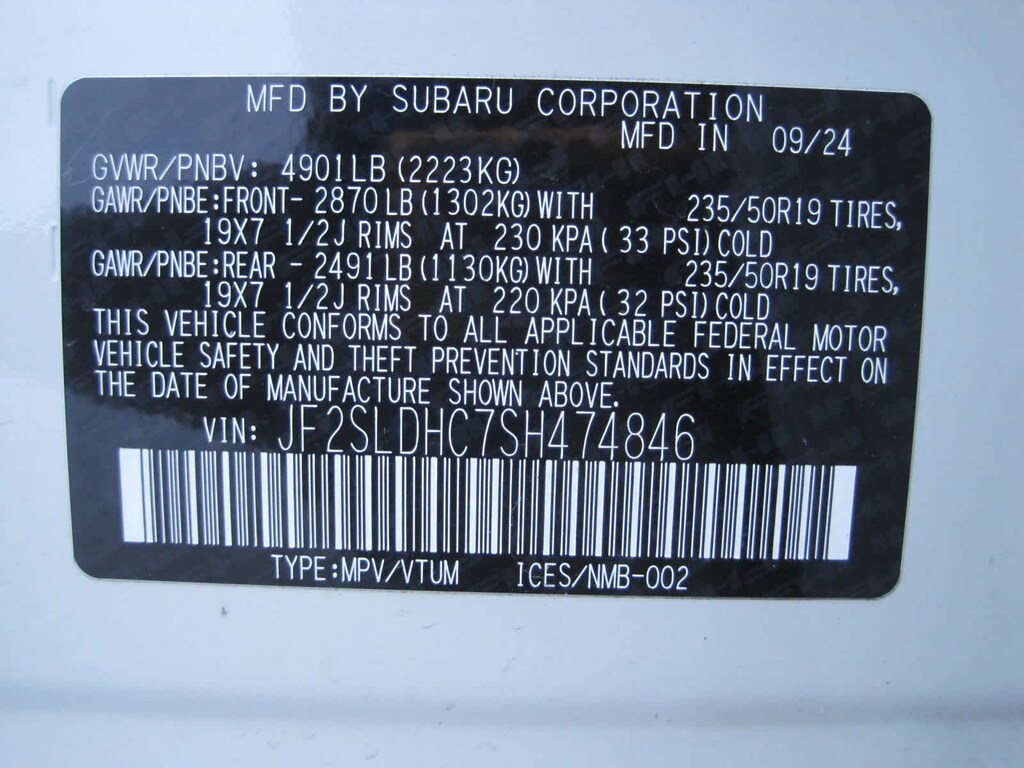 MFD BY SUBARU CORPORATION
MFD IN 09/24
GVWR/PNBV: 4901LB (2223KG)
GAWR/PNBE:FRONT- 2870LB (1302KG) WITH 235/50R19 TIRES,
19X7 1/2J RIMS AT 230 KPA ( 33 PSI) COLD
GAWR/PNBE:REAR - 2491LB (1130KG) WITH 235/50R19 TIRES,
19X7 1/2J RIMS AT 220 KPA ( 32 PSI) COLD
THIS VEHICLE CONFORMS TO ALL APPLICABLE FEDERAL MOTOR
VEHICLE SAFETY AND THEFT PREVENTION STANDARDS IN EFFECT ON
THE DATE OF MANUFACTURE SHOWN ABOVE.
VIN: JF2SLDHC7SH474846
TYPE:MPV/VTUM ICES/NMB-002